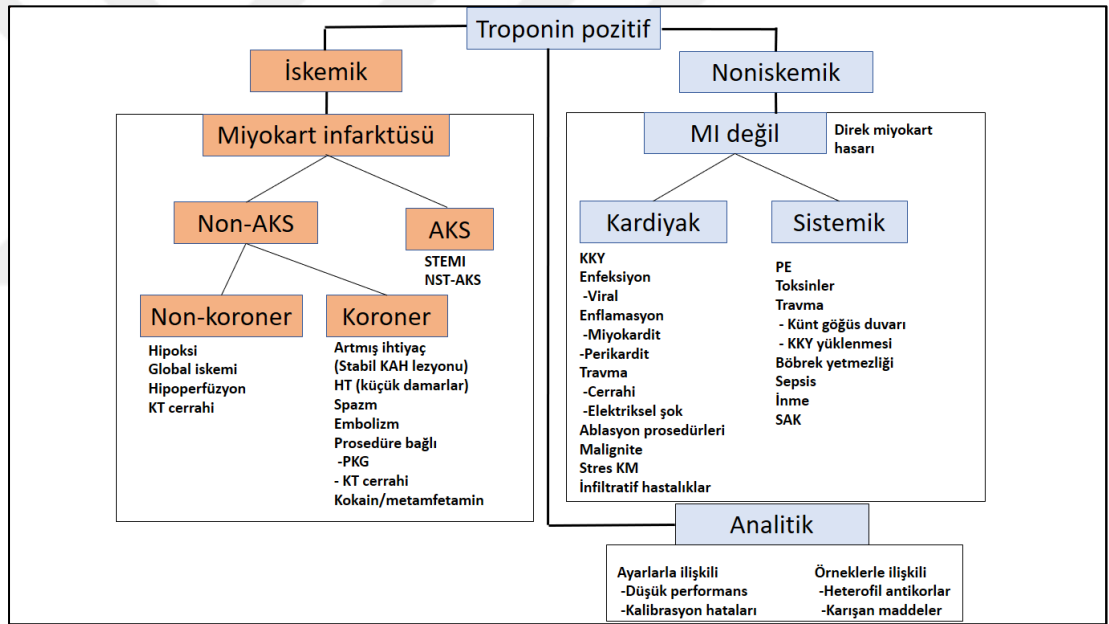 Troponin pozitif
İskemik
Noniskemik
Miyokart infarktüsü
MI değil
Direk miyokart
hasarı
Non-AKS
AKS
STEMI
NST-AKS
Non-koroner
Hipoksi
Global iskemi
Hipoperfüzyon
KT cerrahi
Koroner
Artmış ihtiyaç
(Stabil KAH lezyonu)
HT (küçük damarlar)
Spazm
Embolizm
Prosedüre bağlı
-PKG
- KT cerrahi
Kokain/metamfetamin
Kardiyak
KKY
Enfeksiyon
-Viral
Enflamasyon
-Miyokardit
-Perikardit
Travma
-Cerrahi
-Elektriksel şok
Ablasyon prosedürleri
Malignite
Stres KM
İnfiltratif hastalıklar
Sistemik
PE
Toksinler
Travma
- Künt göğüs duvarı
- KKY yüklenmesi
Böbrek yetmezliği
Sepsis
İnme
SAK
Analitik
Ayarlarla ilişkili
-Düşük performans
-Kalibrasyon hataları
Örneklerle ilişkili
-Heterofil antikorlar
-Karışan maddeler